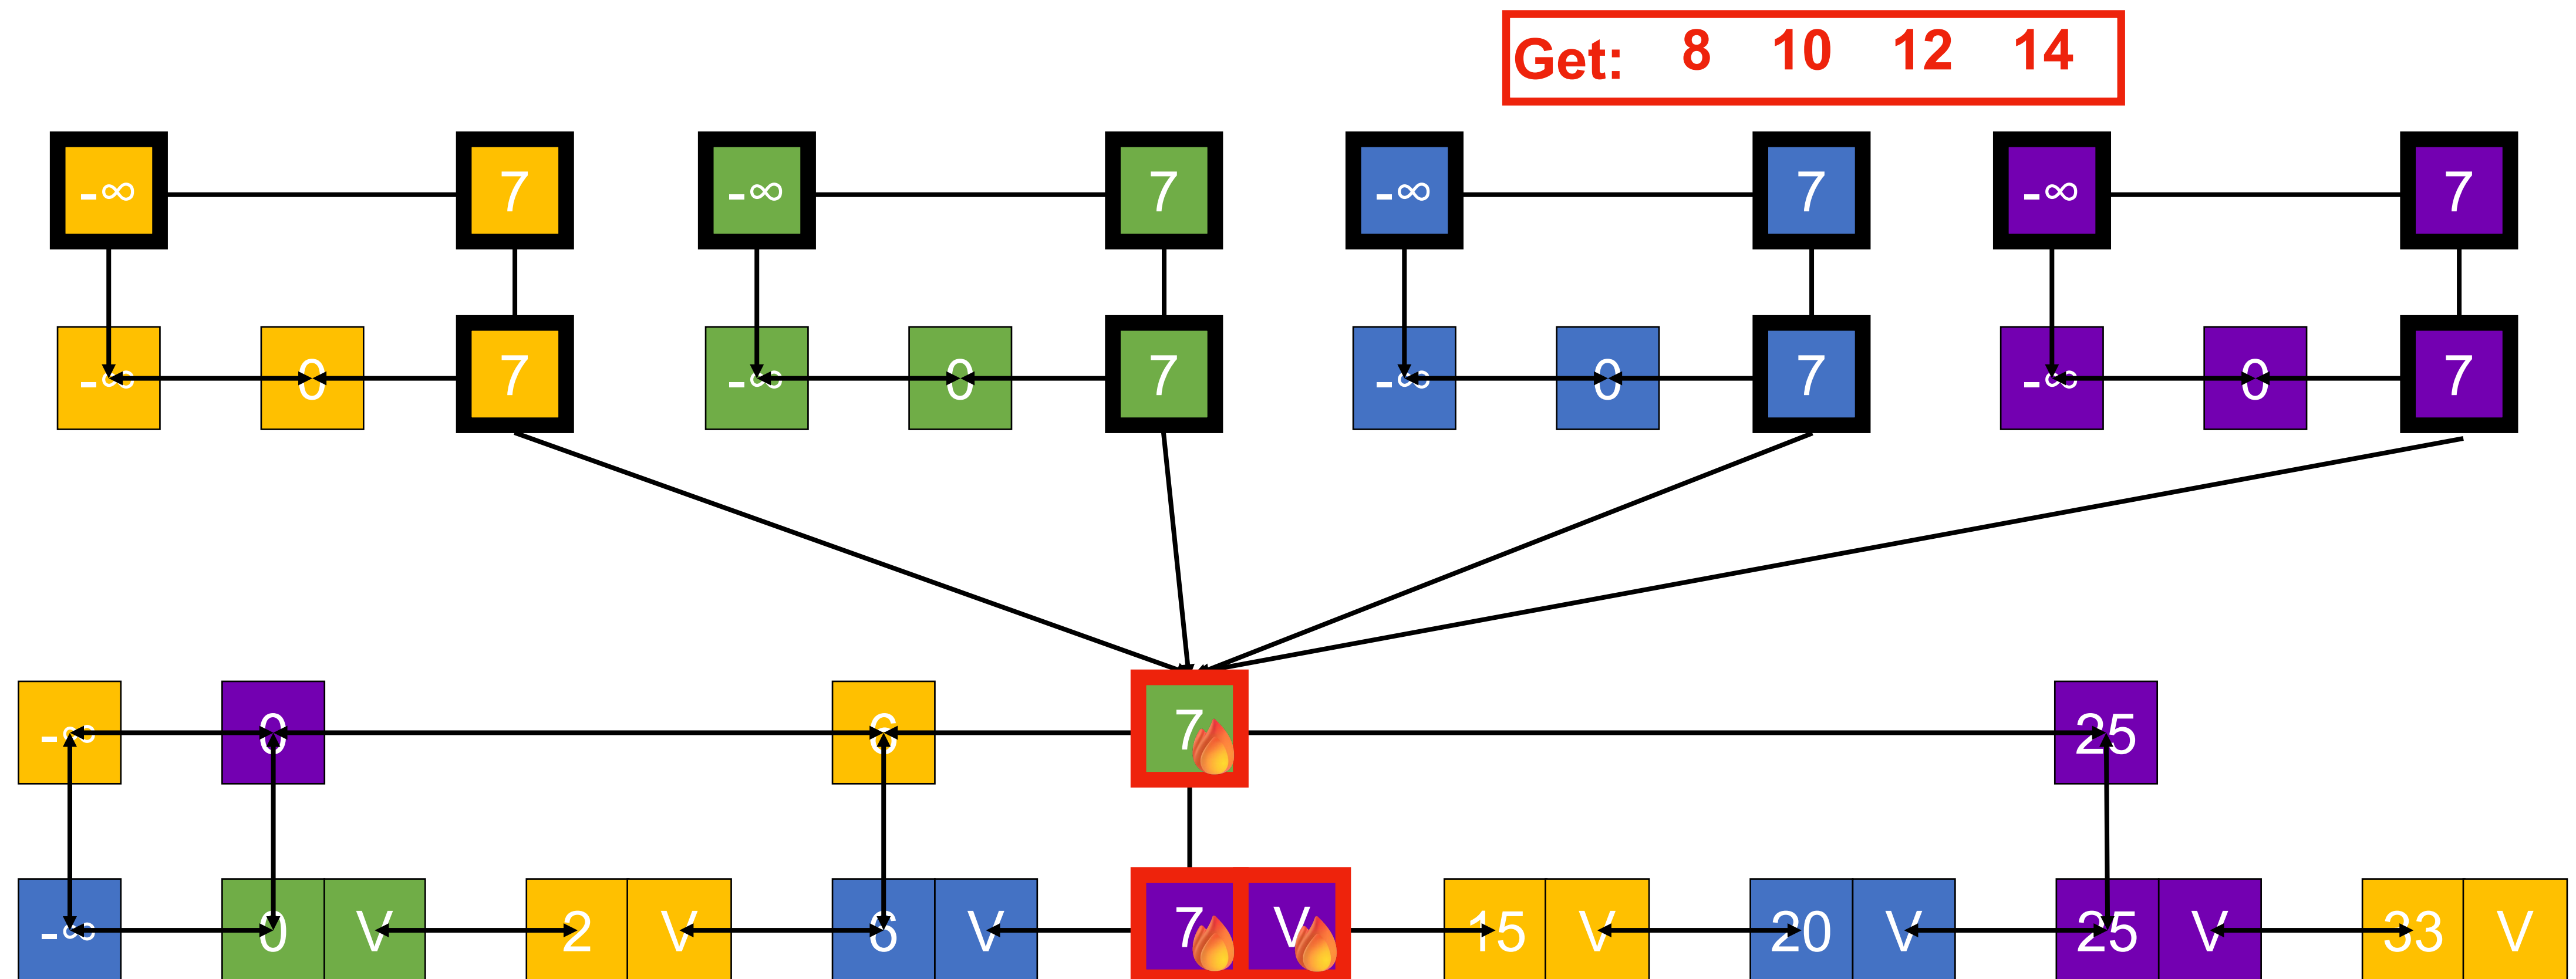 Get: 8 10 12 14
-∞ 7 -∞ 7 -∞ 7 -∞ 7
-∞ 0 7 -∞ 0 7 -∞ 0 7 -∞ 0 7
-∞ 0 6 7 25
-∞ 0 V 2 V 6 V 7 V 15 V 20 V 25 V 33 V